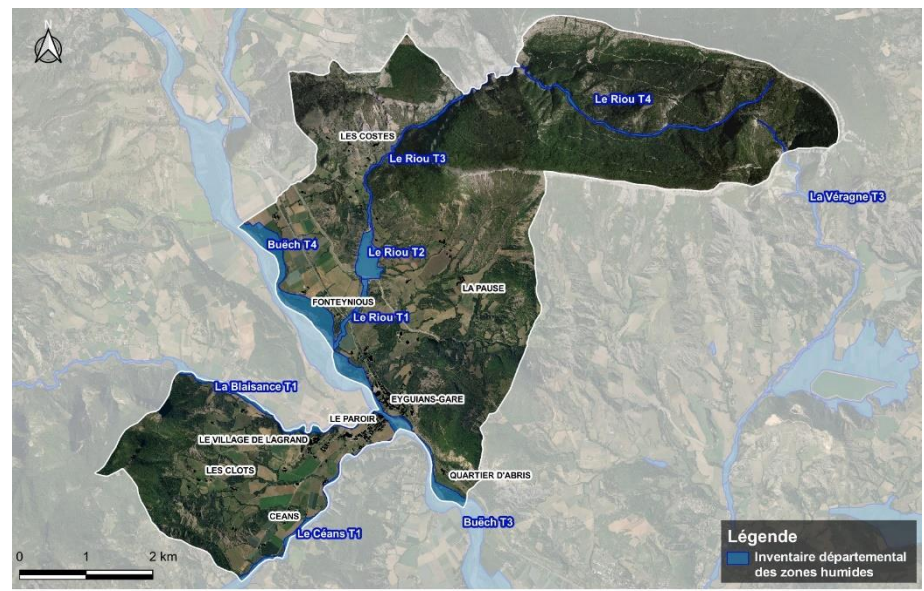 N
Le Riou T4
LES COSTES
Le Riou T3
La Véragne T3
Buëch T4
Le Riou T2
LA PAUSE
FONTEYNIOUS
Le Riou T1
La Blaisance T1
EYGUIANS-GARE
LE PAROIR
LE VILLAGE DE LAGRAND
LES CLOTS
QUARTIER D'ABRIS
CEANS
Buëch T3
Le Céans T1
0 1 2 km
Légende
Inventaire départemental
des zones humides